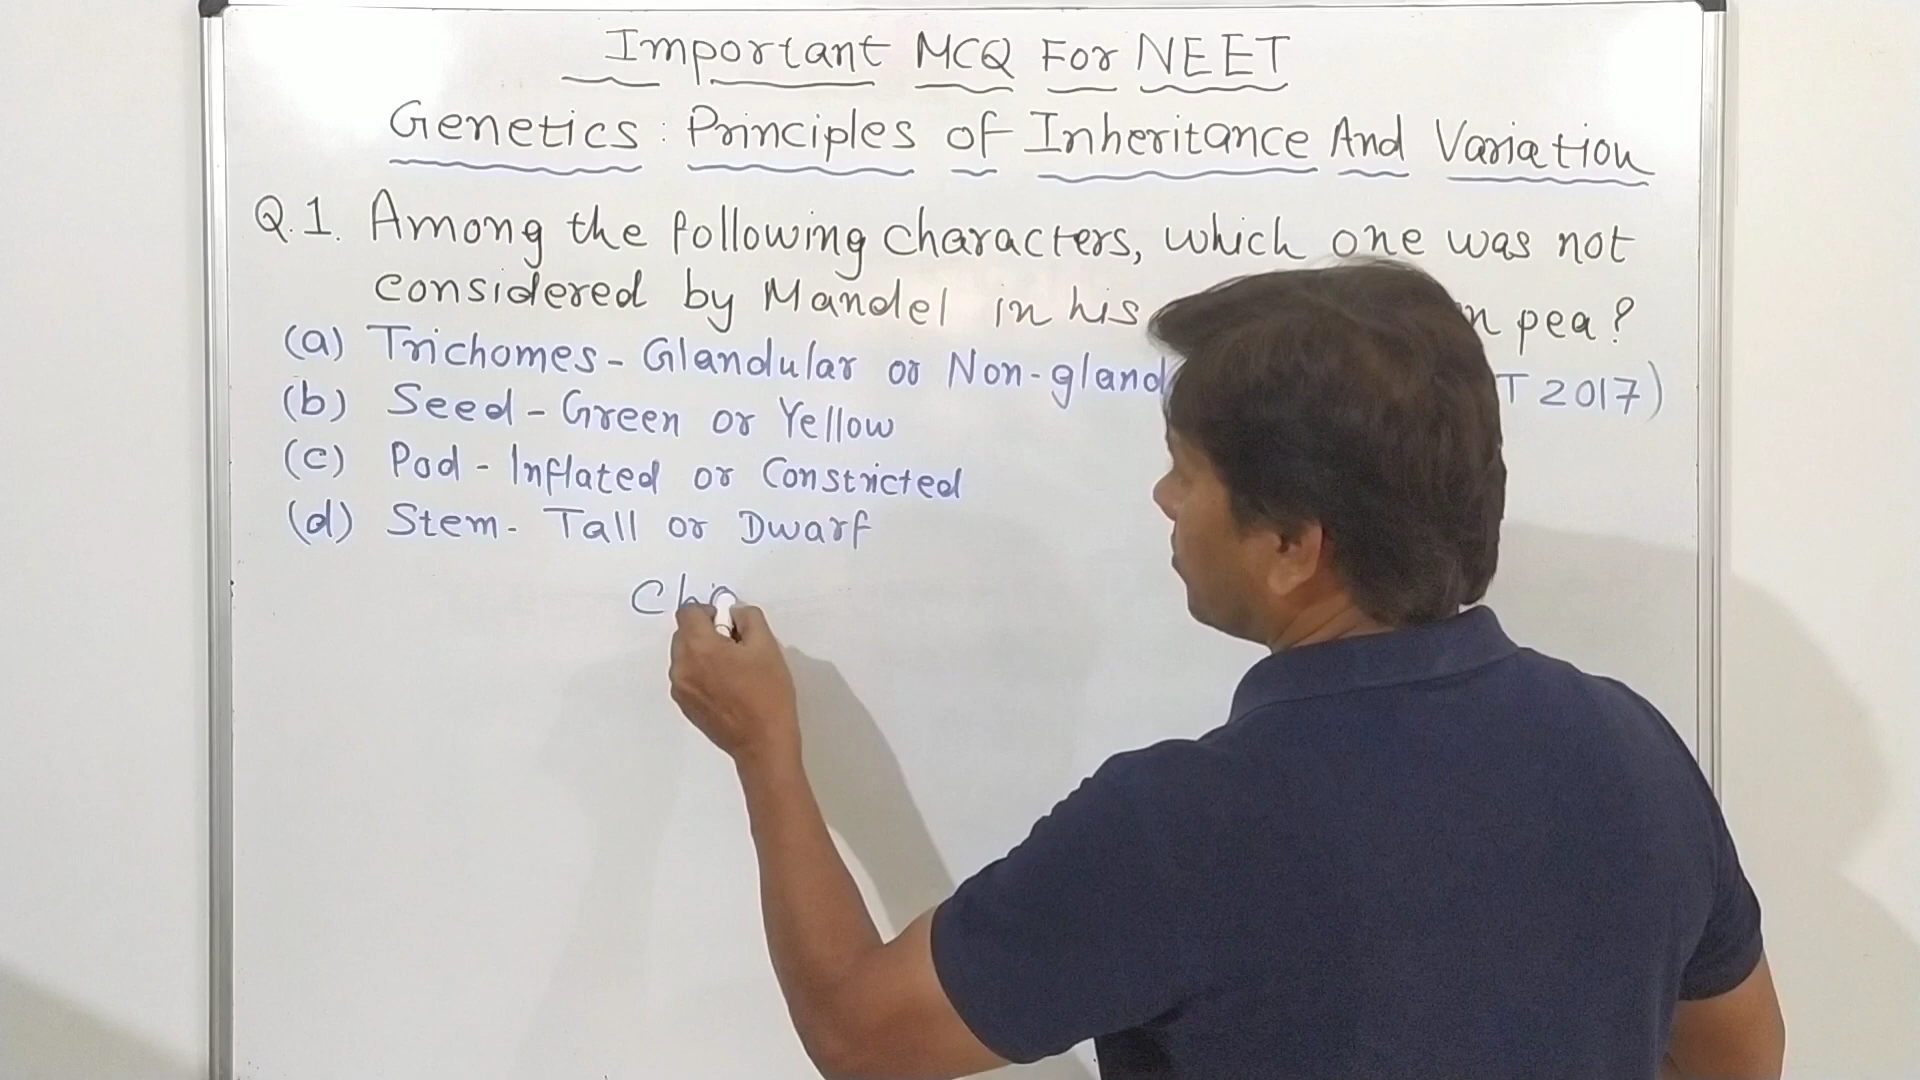 Important MCQ For NEET
Genetics: Principles of Inheritance And Variation
Q.1. Among the following characters, which one was not
considered by Mandel in his pea?
(a) Trichomes - Glandular or Non-gland 2017)
(b) Seed - Green or Yellow
(c) Pod - Inflated or Constricted
(d) Stem - Tall or Dwarf
Cha